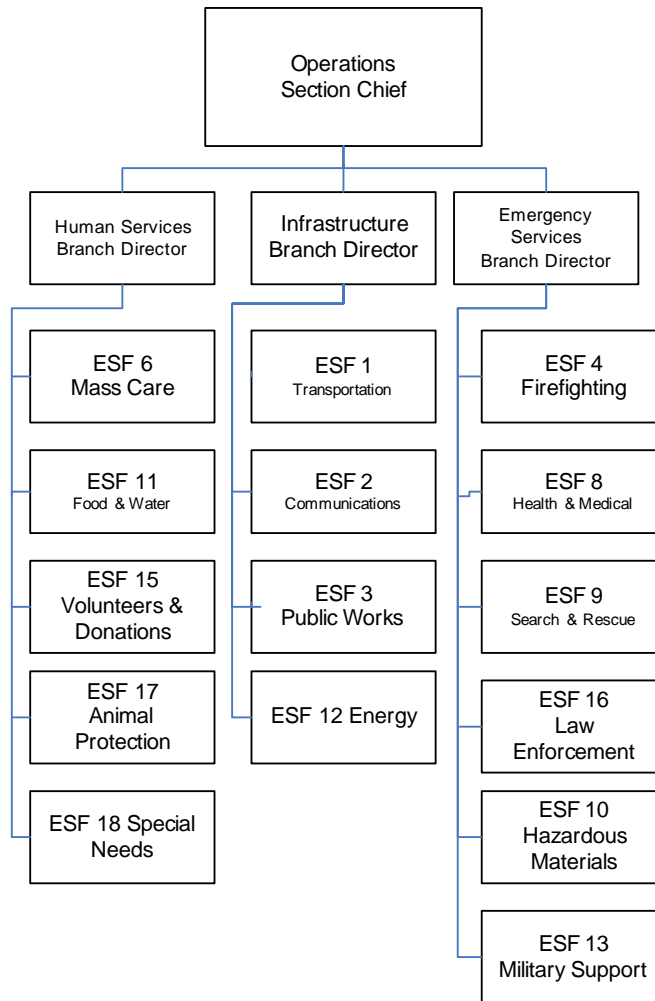 Operations
Section Chief
Human Services
Branch Director
Infrastructure
Branch Director
Emergency
Services
Branch Director
ESF 6
Mass Care
ESF 11
Food & Water
ESF 15
Volunteers &
Donations
ESF 17
Animal
Protection
ESF 18 Special
Needs
ESF 1
Transportation
ESF 2
Communications
ESF 3
Public Works
ESF 12 Energy
ESF 4
Firefighting
ESF 8
Health & Medical
ESF 9
Search & Rescue
ESF 16
Law
Enforcement
ESF 10
Hazardous
Materials
ESF 13
Military Support